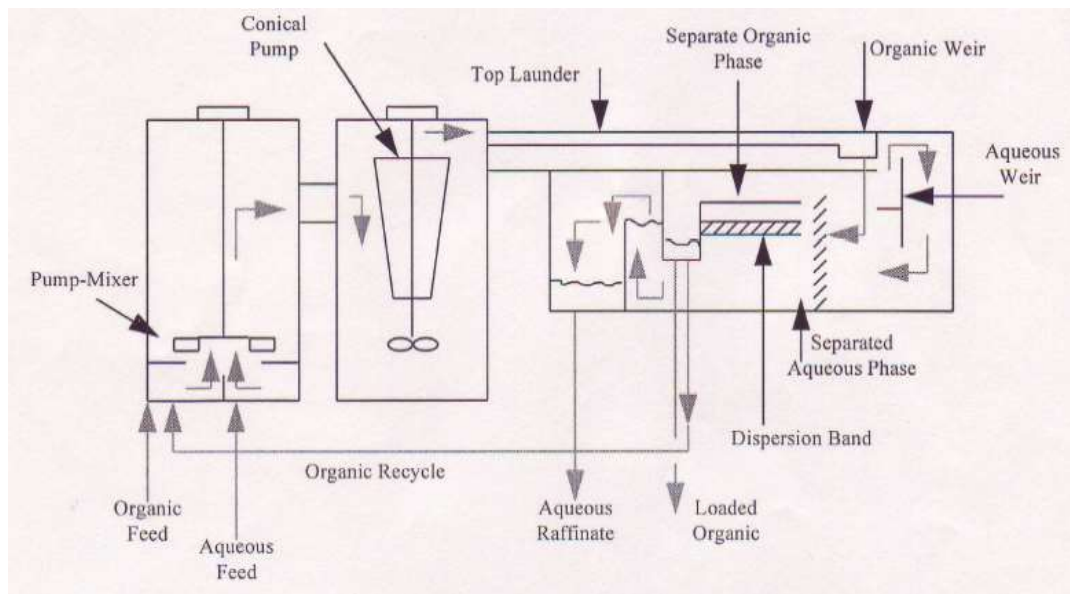 Conical
Pump
Separate Organic
Phase
Organic Weir
Top Launder
Aqueous
Weir
Pump-Mixer
Separated
Aqueous Phase
Dispersion Band
Organic Recycle
Organic
Feed
Aqueous
Feed
Aqueous
Raffinate
Loaded
Organic